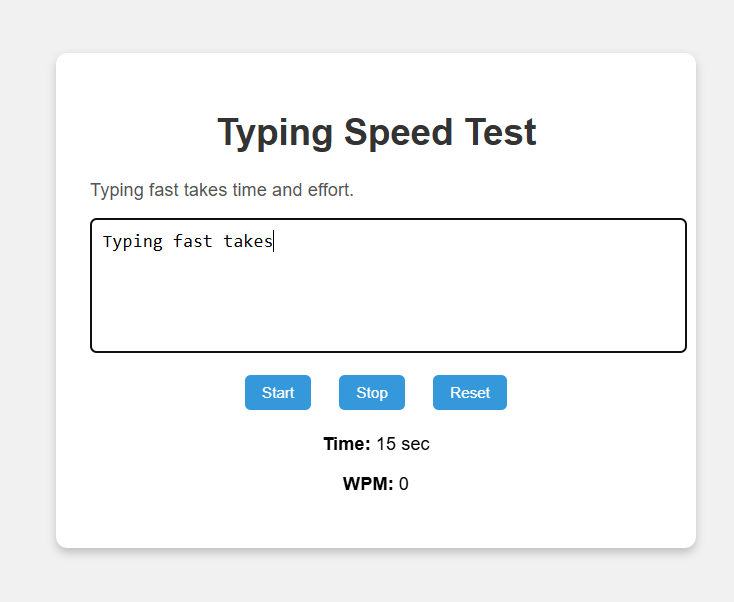 Typing Speed Test
Typing fast takes time and effort.
Typing fast takes
Start Stop Reset
Time: 15 sec
WPM: 0